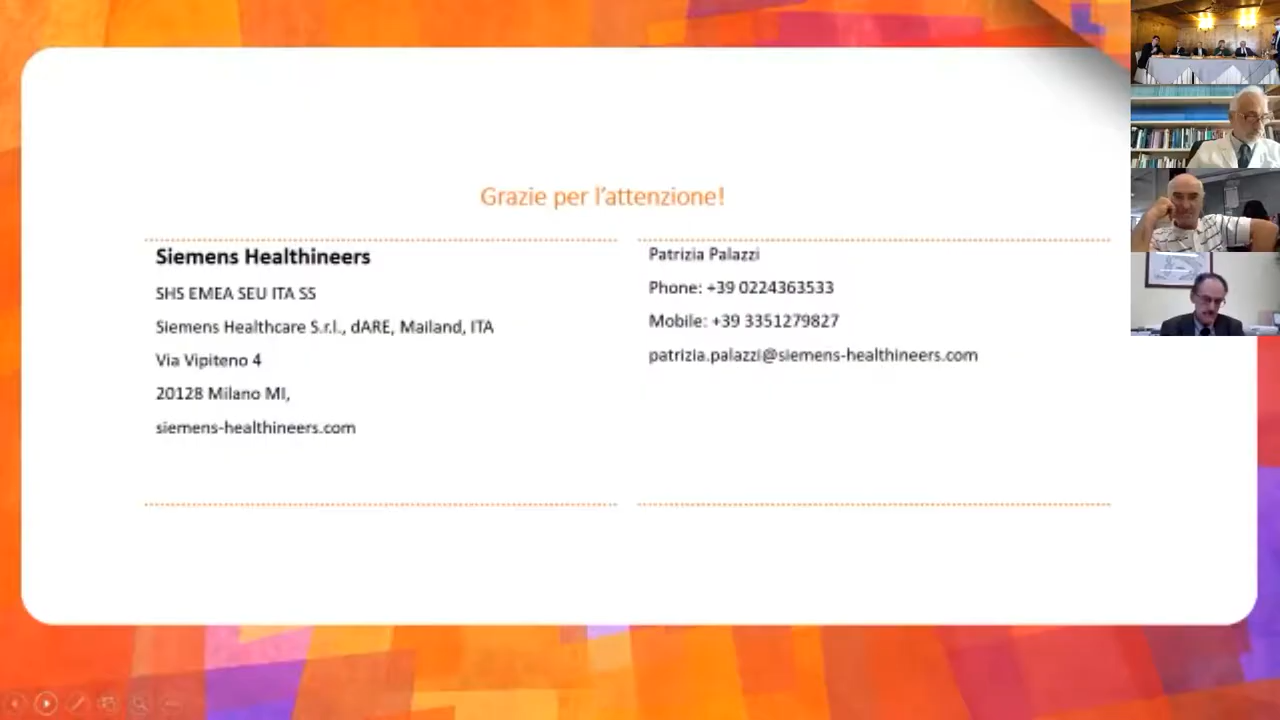 Grazie per l'attenzione!
Siemens Healthineers
SHS EMEA SEU ITA SS
Siemens Healthcare S.r.l., dARE, Mailand, ITA
Via Vipiteno 4
20128 Milano MI,
siemens-healthineers.com
Patrizia Palazzi
Phone: +39 0224363533
Mobile: +39 3351279827
patrizia.palazzi@siemens-healthineers.com